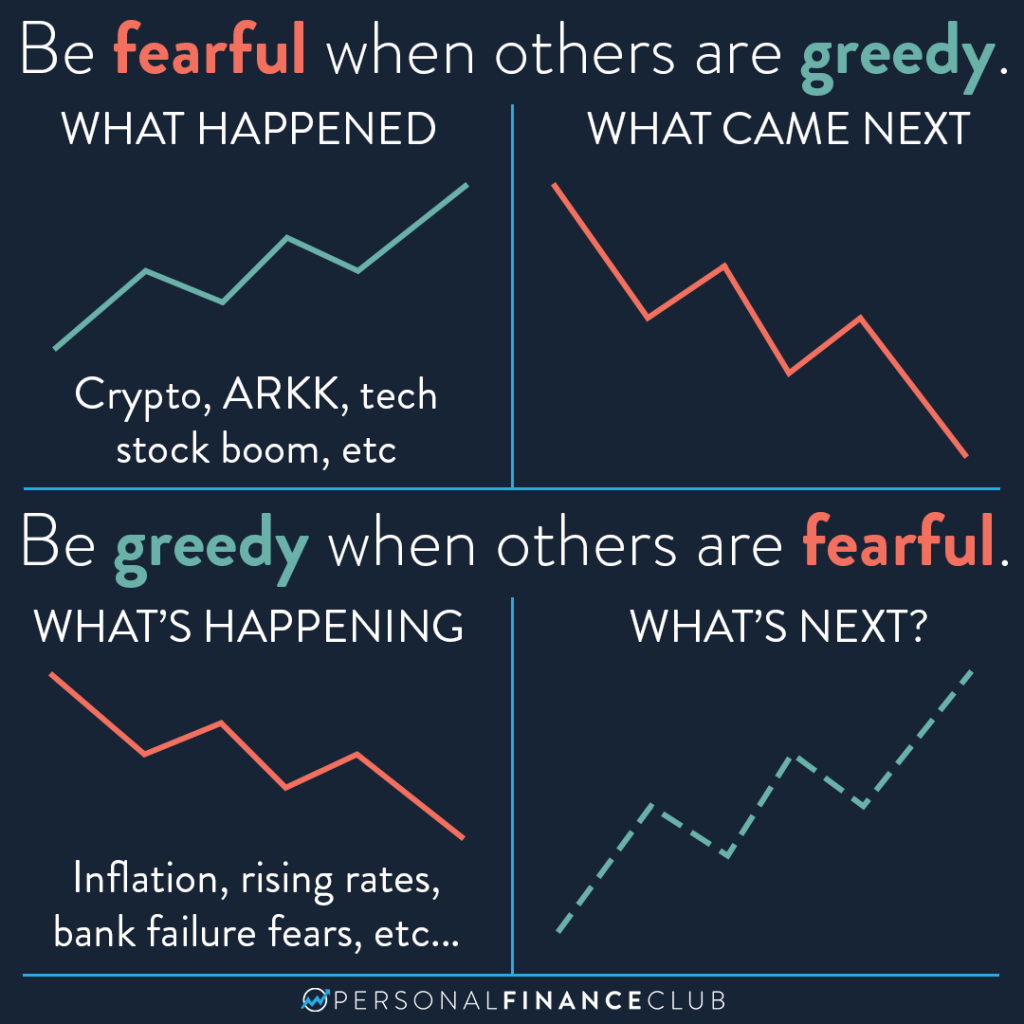 Be fearful when others are greedy.
WHAT HAPPENED
WHAT CAME NEXT
Crypto, ARKK, tech
stock boom, etc
Be greedy when others are fearful.
WHAT'S HAPPENING
WHAT'S NEXT?
Inflation, rising rates,
bank failure fears, etc...
PERSONALFINANCECLUB